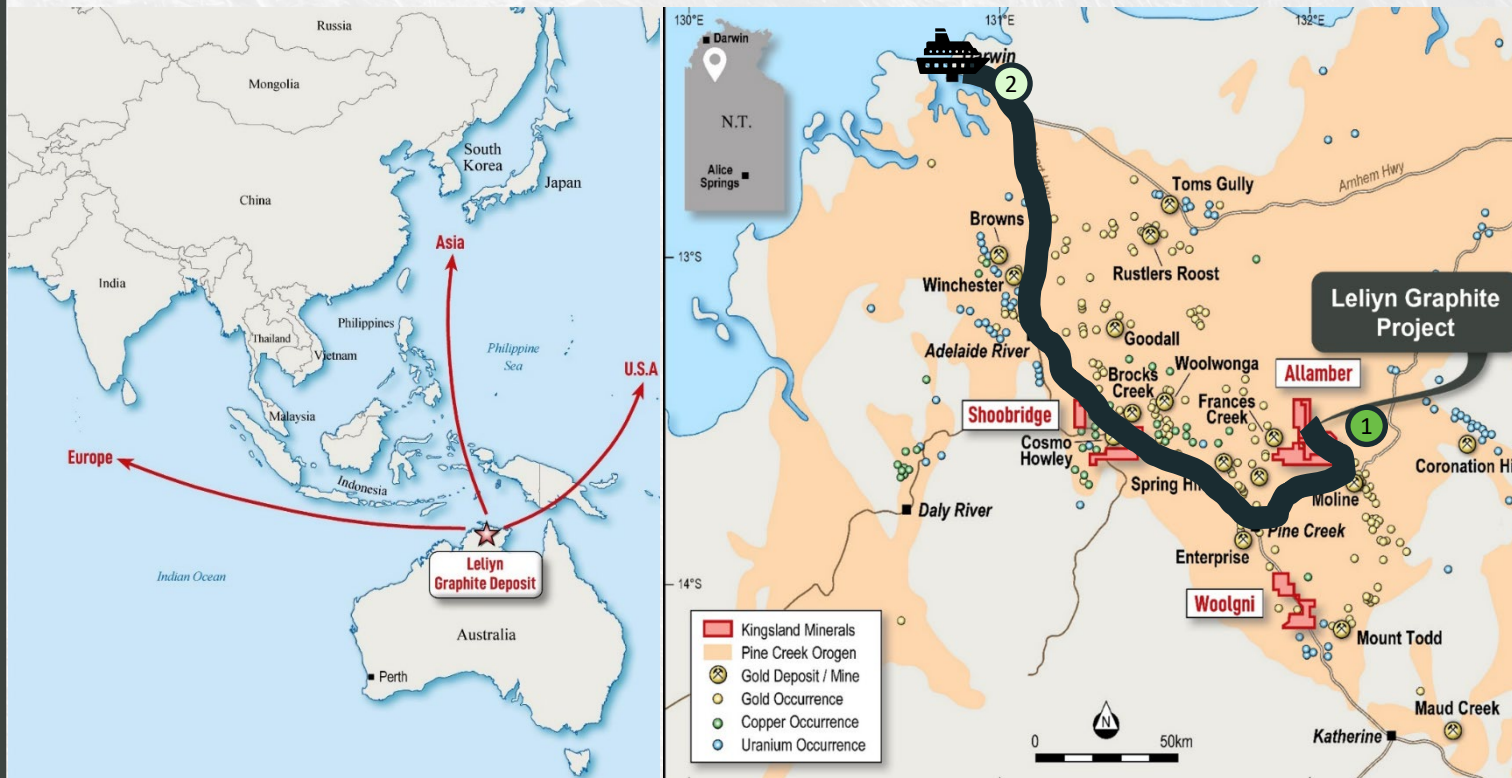 Russia
Mongolia
China
South
Korea
Japan
India
Thailand
Vietnam
Philippines
Philippine
Sea
Malaysia
Indonesia
Indian Ocean
Australia
Perth
Asia
U.S.A
Europe
Leliyn
Graphite Deposit
130°E
131°E
132°E
Darwin
N.T.
Alice
Springs
2
Arnhem Hwy
Toms Gully
Browns
13°S
Rustlers Roost
Winchester
Leliyn Graphite
Project
Goodall
Adelaide River
Woolwonga
Brocks
Creek
Allamber
Frances
Creek
Shoobridge
1
Cosmo
Howley
Coronation Hi
Spring Hi
Moline
Daly River
Pine Creek
Enterprise
14°S
Woolgni
Mount Todd
Kingsland Minerals
Pine Creek Orogen
Gold Deposit / Mine
Gold Occurrence
Copper Occurrence
Uranium Occurrence
N
0
50km
Maud Creek
Katherine